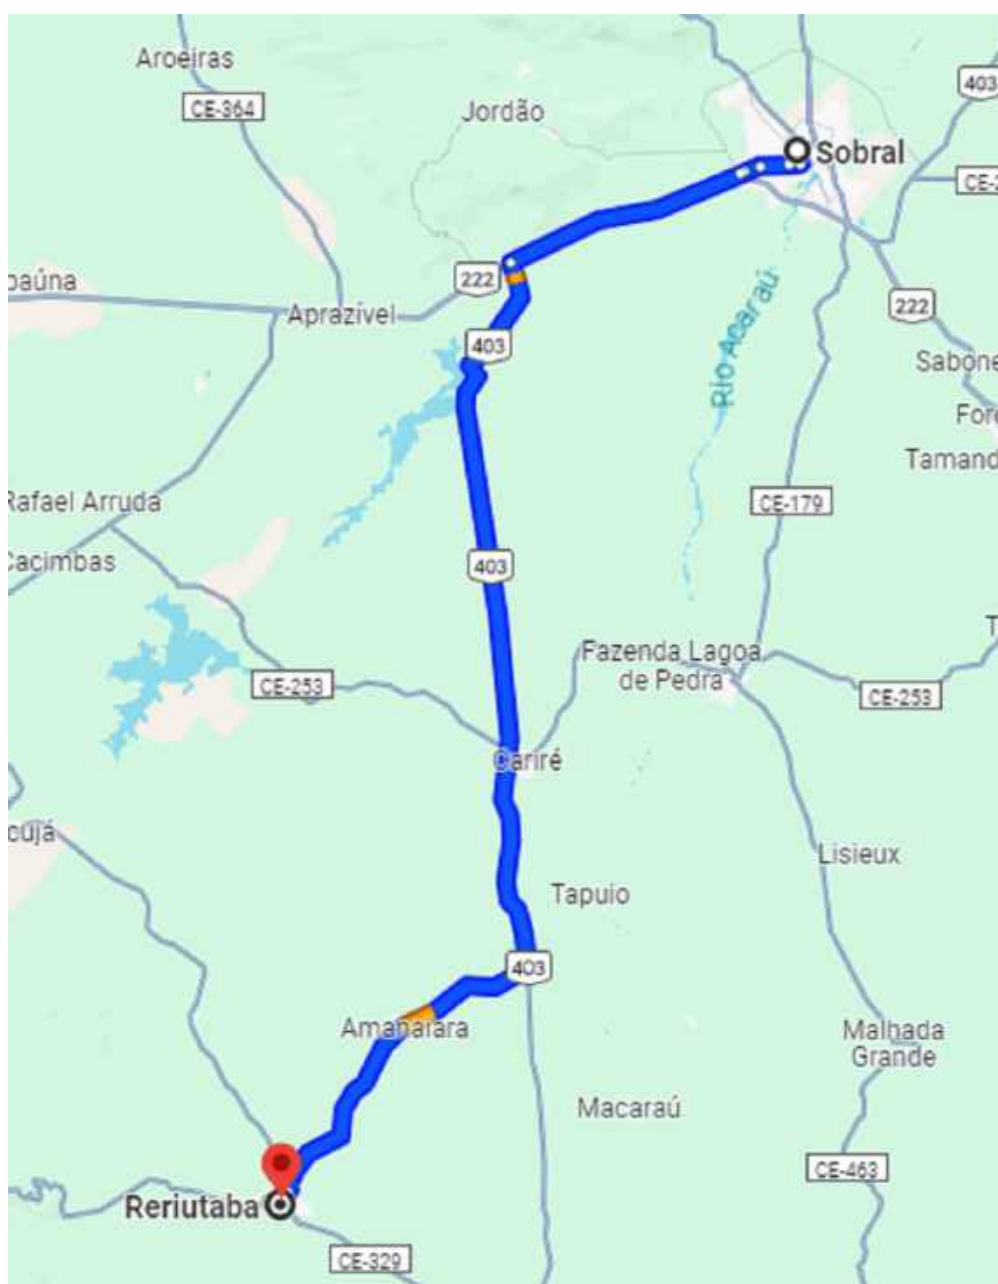 Aroeiras
CE-364
Jordão
403
Sobral
CE-2
222
Aprazível
403
Rio Acaraú
222
Sabone
Tamand
Rafael Arruda
CE-179
Cacimbas
403
Fazenda Lagoa
de Pedra
CE-253
CE-253
Cariré
Lisieux
Tapuio
403
Amanaiara
Malhada
Grande
Macaraú
CE-463
Reriutaba
CE-329